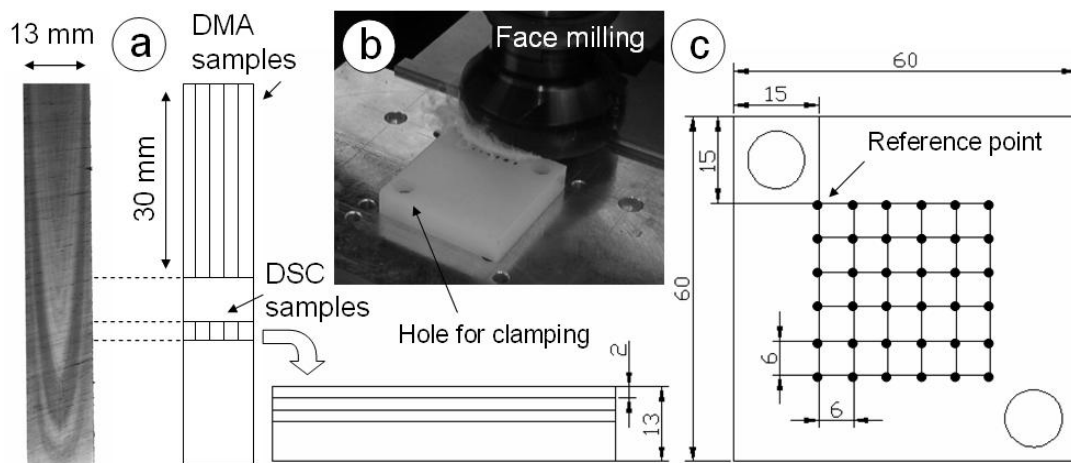 13 mm
a
DMA
samples
30 mm
DSC
samples
b
Face milling
Hole for clamping
2
13
c
60
15
15
Reference point
60
6
6